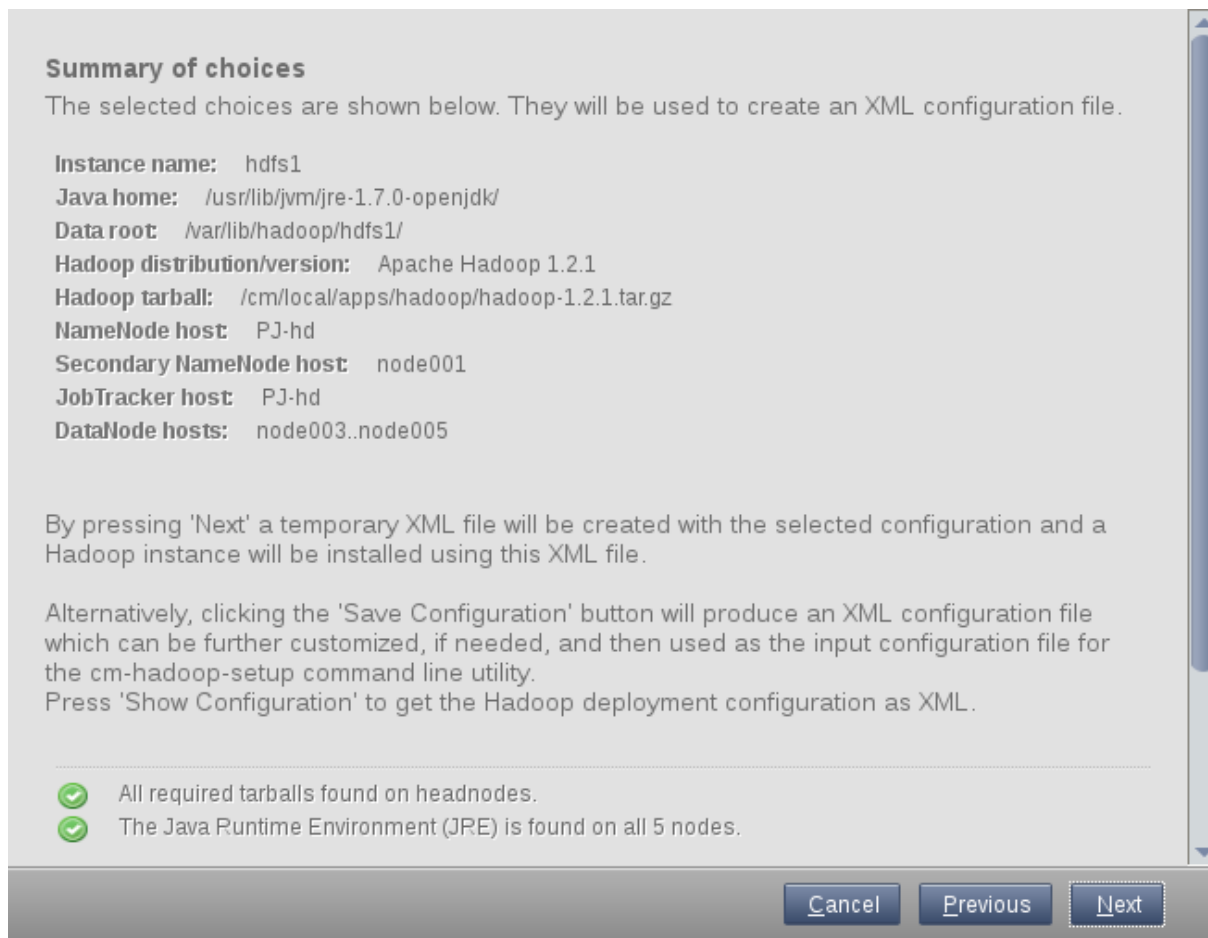 Summary of choices
The selected choices are shown below. They will be used to create an XML configuration file.
Instance name: hdfs1
Java home: /usr/lib/jvm/jre-1.7.0-openjdk/
Data root: /var/lib/hadoop/hdfs1/
Hadoop distribution/version: Apache Hadoop 1.2.1
Hadoop tarball: /cm/local/apps/hadoop/hadoop-1.2.1.tar.gz
NameNode host: PJ-hd
Secondary NameNode host: node001
JobTracker host: PJ-hd
DataNode hosts: node003..node005
By pressing 'Next' a temporary XML file will be created with the selected configuration and a
Hadoop instance will be installed using this XML file.
Alternatively, clicking the 'Save Configuration' button will produce an XML configuration file
which can be further customized, if needed, and then used as the input configuration file for
the cm-hadoop-setup command line utility.
Press 'Show Configuration' to get the Hadoop deployment configuration as XML.
All required tarballs found on headnodes.
The Java Runtime Environment (JRE) is found on all 5 nodes.
Cancel Previous Next